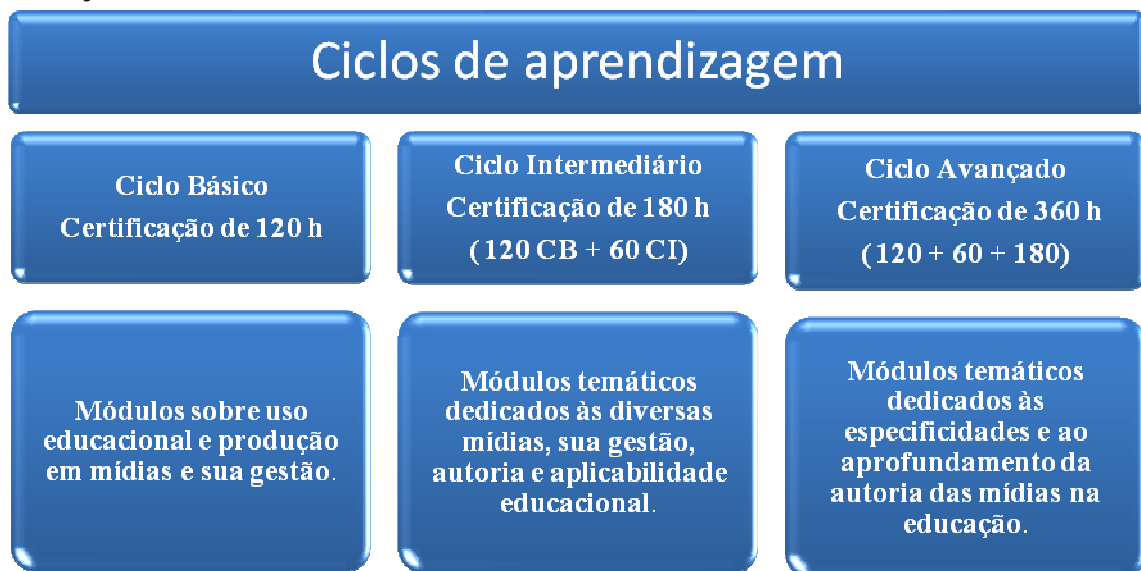 Ciclos de aprendizagem
Ciclo Básico
Certificação de 120 h
Ciclo Intermediário
Certificação de 180 h
( 120 CB + 60 CI)
Ciclo Avançado
Certificação de 360 h
( 120 + 60 + 180)
Módulos sobre uso
educacional e produção
em mídias e sua gestão.
Módulos temáticos
dedicados às diversas
mídias, sua gestão,
autoria e aplicabilidade
educacional.
Módulos temáticos
dedicados às
especificidades e ao
aprofundamento da
autoria das mídias na
educação.